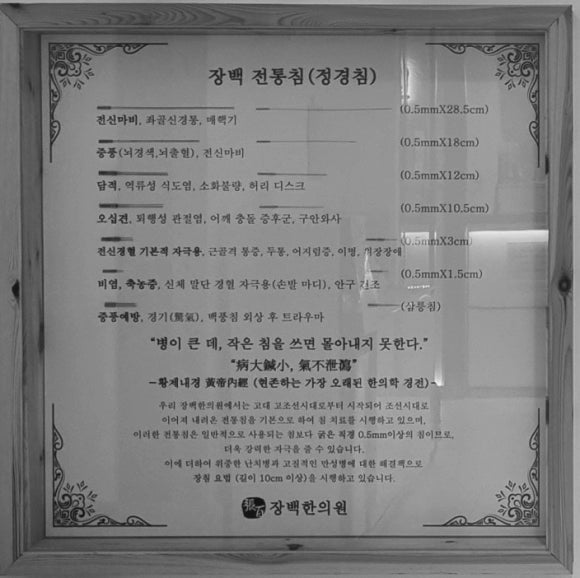 장백 전통침(정경침)
(0.5mmX28.5cm)
전신마비, 좌골신경통, 매핵기
(0.5mmX18cm)
중풍(뇌경색,뇌출혈), 전신마비
(0.5mmX12cm)
담적, 역류성 식도염, 소화불량, 허리 디스크
(0.5mmX10.5cm)
오십견, 퇴행성 관절염, 어깨 충돌 증후군, 구안와사
(0.5mmX3cm)
전신경혈 기본적 자극용, 근골격 통증, 두통, 어지럼증, 이명, 위장장애
(0.5mmX1.5cm)
비염, 축농증, 신체 말단 경혈 자극용(손발 마디), 안구 건조
(삼릉침)
중풍예방, 경기(驚氣), 백풍침 외상 후 트라우마
“병이 큰 데, 작은 침을 쓰면 몰아내지 못한다.”
“病大鍼小, 氣不泄瀉”
-황제내경 黃帝內經 (현존하는 가장 오래된 한의학 경전)-
우리 장백한의원에서는 고대 고조선시대로부터 시작되어 조선시대로
이어져 내려온 전통침을 기본으로 하여 침 치료를 시행하고 있으며,
이러한 전통침은 일반적으로 사용되는 침보다 굵은 직경 0.5mm이상의 침이므로,
더욱 강력한 자극을 줄 수 있습니다.
이에 더하여 위중한 난치병과 고질적인 만성병에 대한 해결책으로
장침 요법 (길이 10cm 이상)을 시행하고 있습니다.
장백한의원